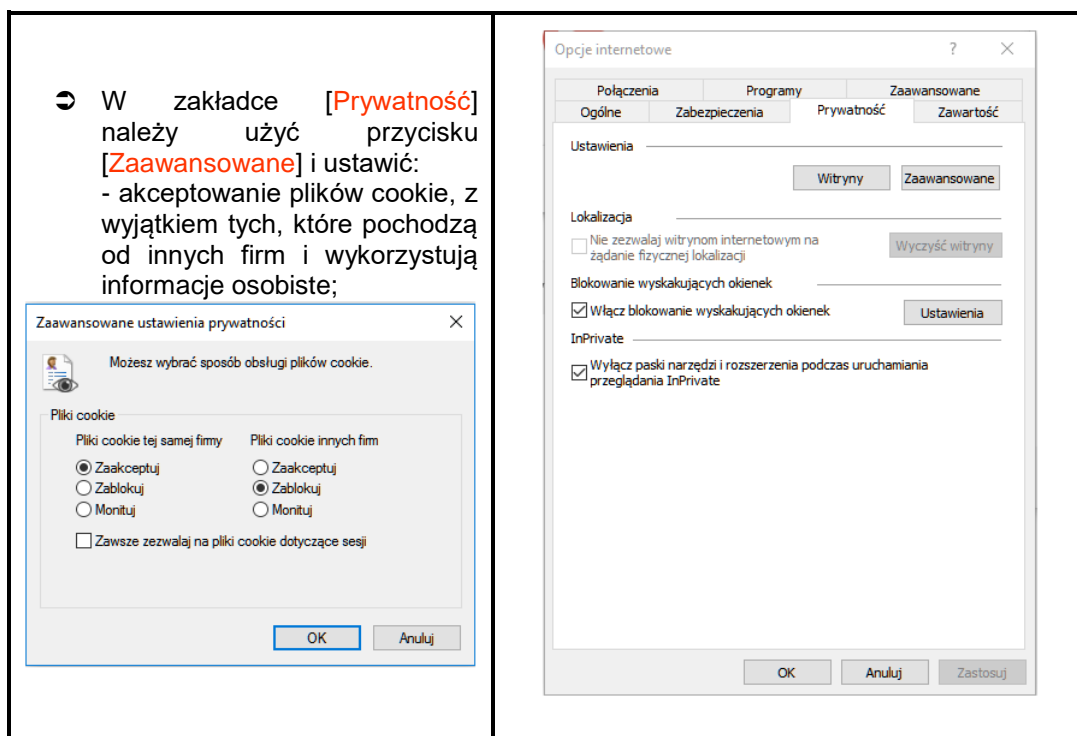 ➲ W zakładce [Prywatność]
należy użyć przycisku
[Zaawansowane] i ustawić:
- akceptowanie plików cookie, z
wyjątkiem tych, które pochodzą
od innych firm i wykorzystują
informacje osobiste;
Zaawansowane ustawienia prywatności
Możesz wybrać sposób obsługi plików cookie.
Pliki cookie
Pliki cookie tej samej firmy Pliki cookie innych firm
Zaakceptuj Zaakceptuj
Zablokuj Zablokuj
Monituj Monituj
Zawsze zezwalaj na pliki cookie dotyczące sesji
OK Anuluj
Opcje internetowe ?
Połączenia Programy Zaawansowane
Ogólne Zabezpieczenia Prywatność Zawartość
Ustawienia
Witryny Zaawansowane
Lokalizacja
Nie zezwalaj witrynom internetowym na
żądanie fizycznej lokalizacji
Wyczyść witryny
Blokowanie wyskakujących okienek
Włącz blokowanie wyskakujących okienek Ustawienia
InPrivate
Wyłącz paski narzędzi i rozszerzenia podczas uruchamiania
przeglądania InPrivate
OK Anuluj Zastosuj